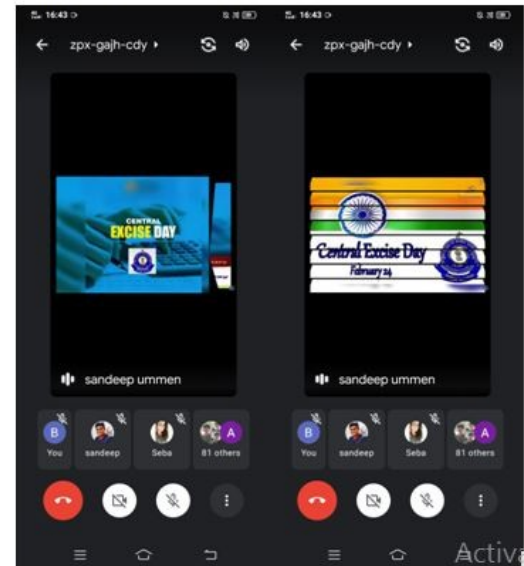 16:43
zpx-gajh-cdy
CENTRAL
EXCISE DAY
sandeep ummen
B
You
sandeep
Seba
A
81 others
16:43
zpx-gajh-cdy
Central Excise Day
February 24
sandeep ummen
B
You
sandeep
Seba
A
81 others
Activa